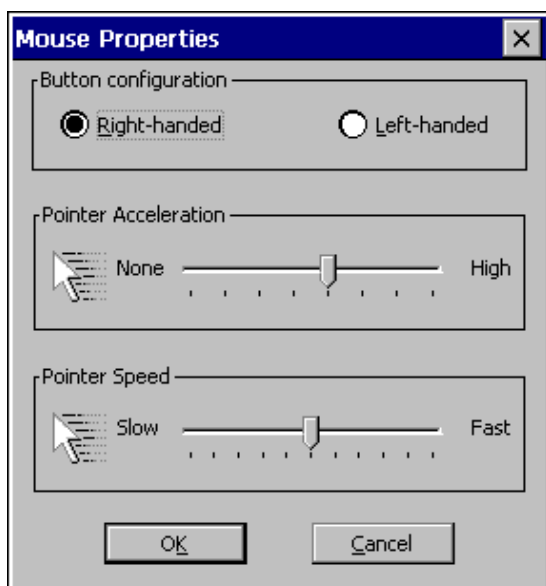 Mouse Properties
Button configuration
Right-handed Left-handed
Pointer Acceleration
None High
Pointer Speed
Slow Fast
OK Cancel